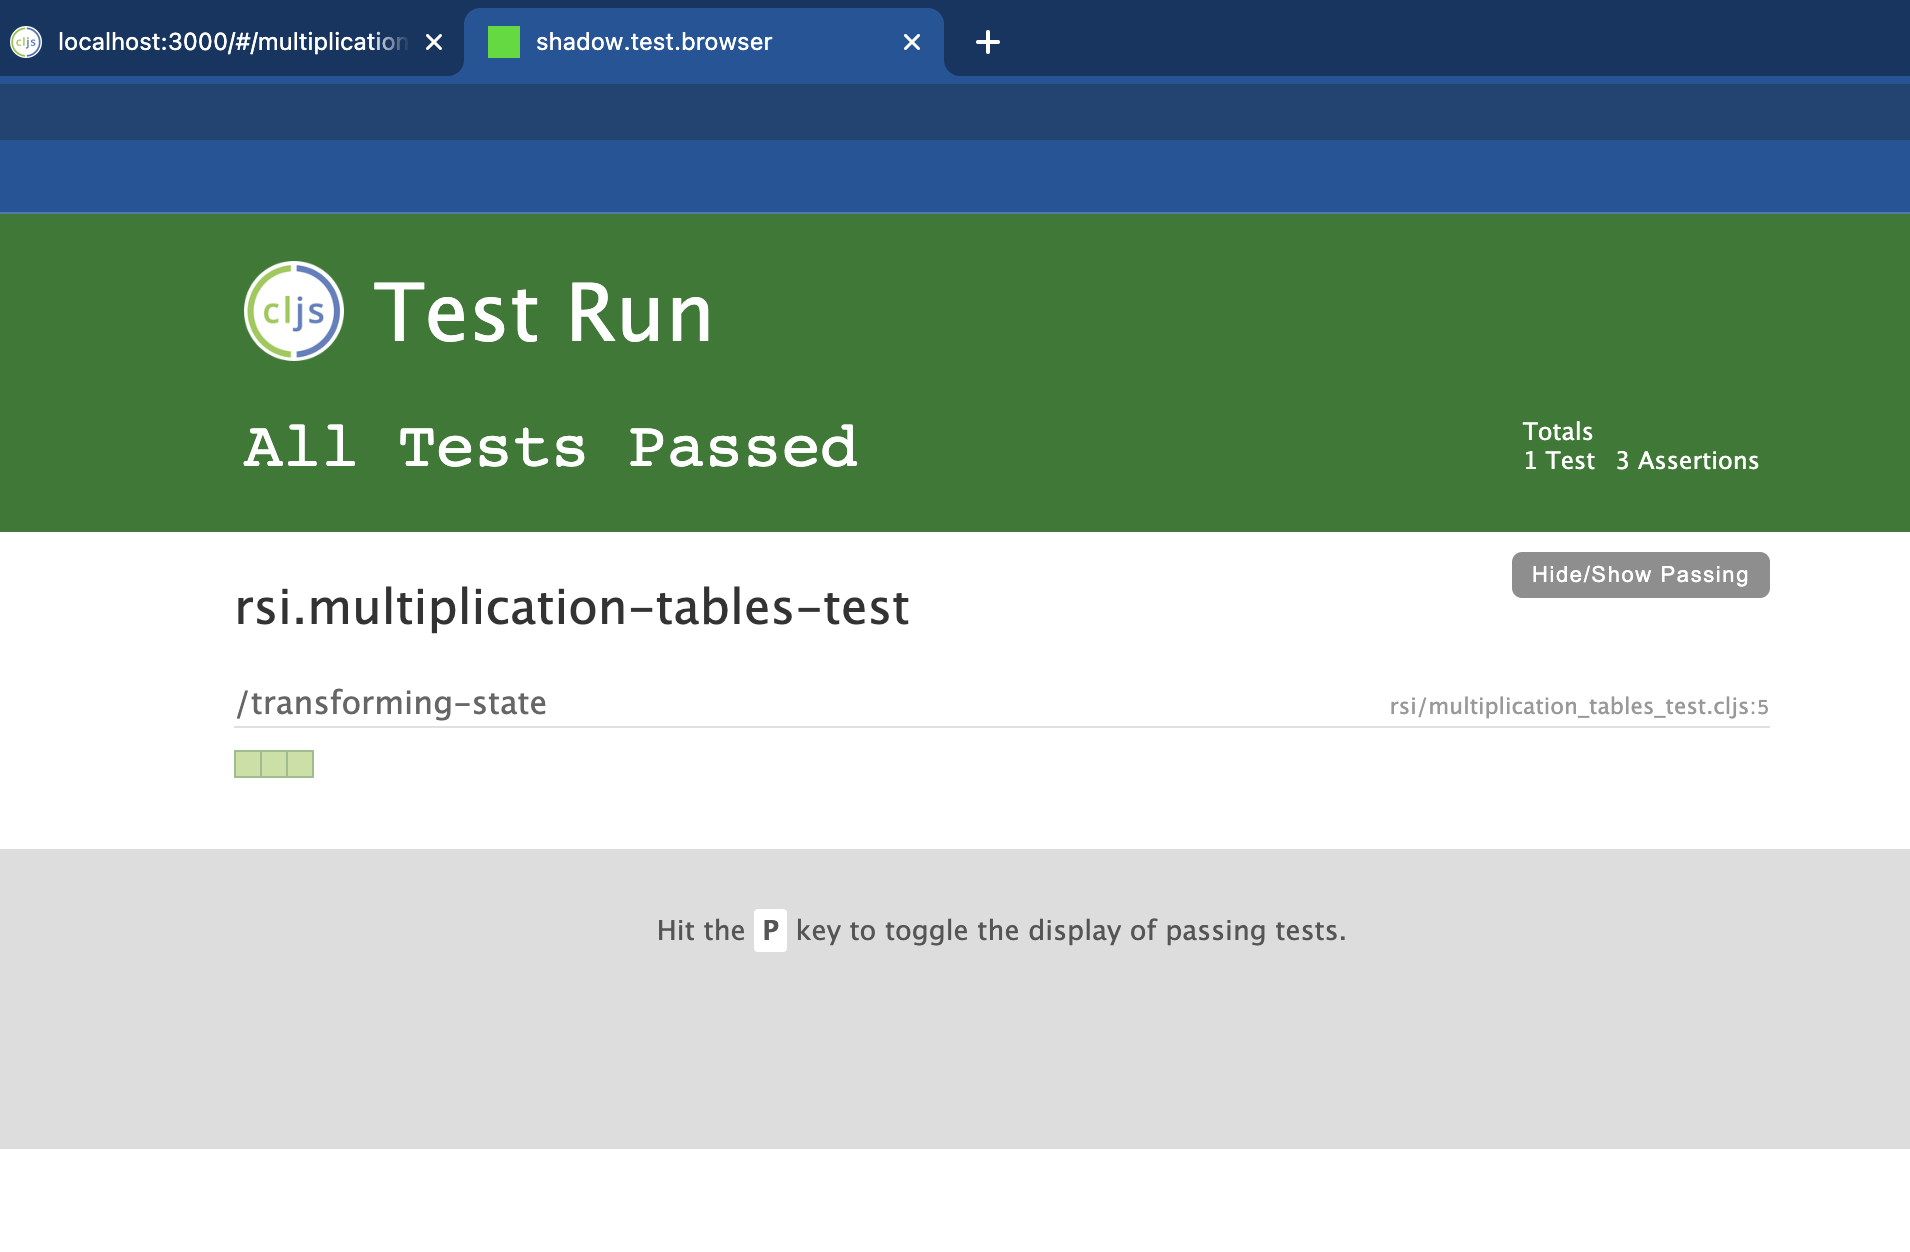 cljs localhost:3000/#/multiplication shadow.test.browser
cljs Test Run
All Tests Passed
Totals
1 Test 3 Assertions
Hide/Show Passing
rsi.multiplication-tables-test
/transforming-state rsi/multiplication_tables_test.cljs:5
Hit the P key to toggle the display of passing tests.